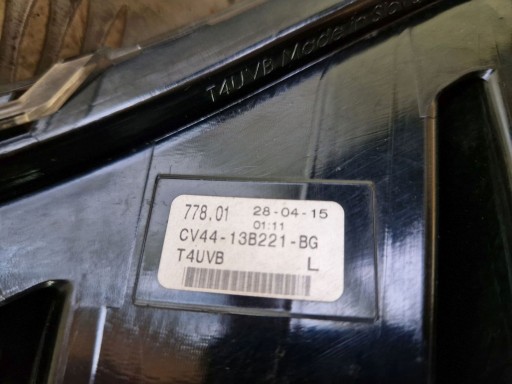 T4UVB Made in
778,01 28-04-15
01:11
CV44-13B221-BG
T4UVB L